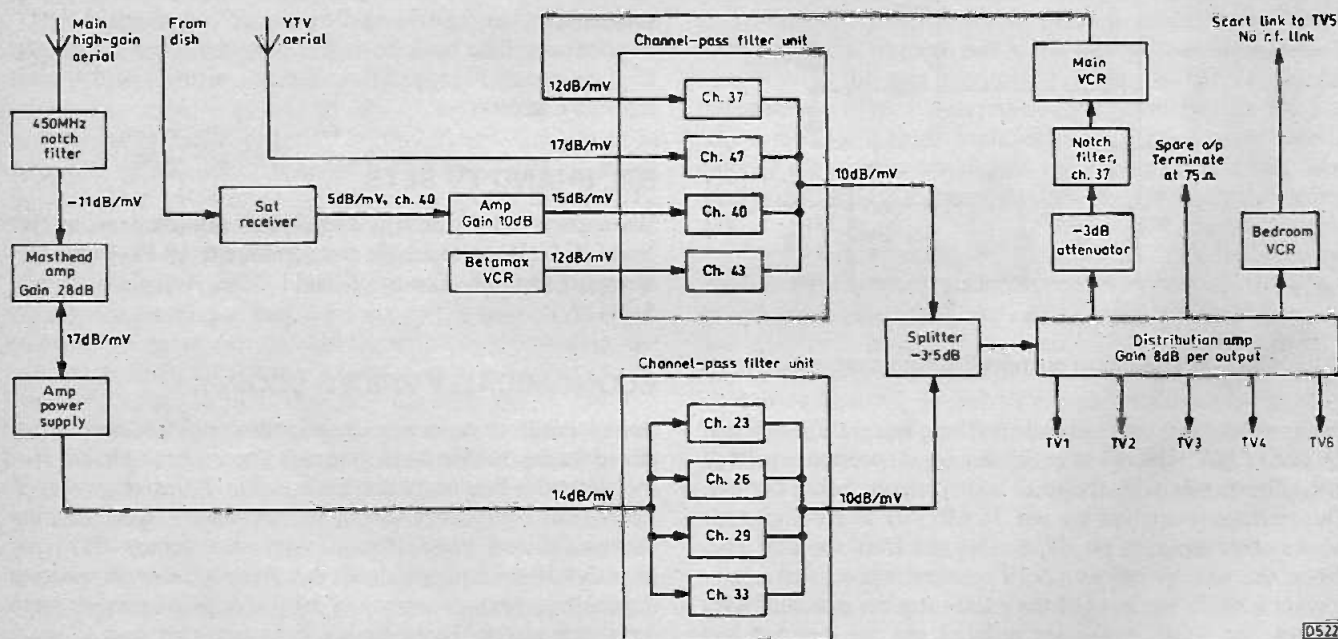 Main
high-gain
aerial
From
dish
YTV
aerial
Channel-pass filter unit
Scart link to TV5
No r.f. link
Main
VCR
12dB/mV
Ch. 37
450MHz
notch
filter
17dB/mV
Ch. 47
Notch
filter,
ch. 37
Spare o/p
Terminate
at 75Ω
10dB/mV
-11dB/mV
Sat
receiver
5dB/mV, ch. 40
Amp
Gain 10dB
15dB/mV
Ch. 40
-3dB
attenuator
Bedroom
VCR
Masthead
amp
Gain 28dB
Betamax
VCR
12dB/mV
Ch. 43
17dB/mV
Splitter
-3·5dB
Distribution amp
Gain 8dB per output
Amp
power
supply
Channel-pass filter unit
TV1
TV2
TV3
TV4
TV6
Ch. 23
Ch. 26
14dB/mV
10dB/mV
Ch. 29
Ch. 33
D522